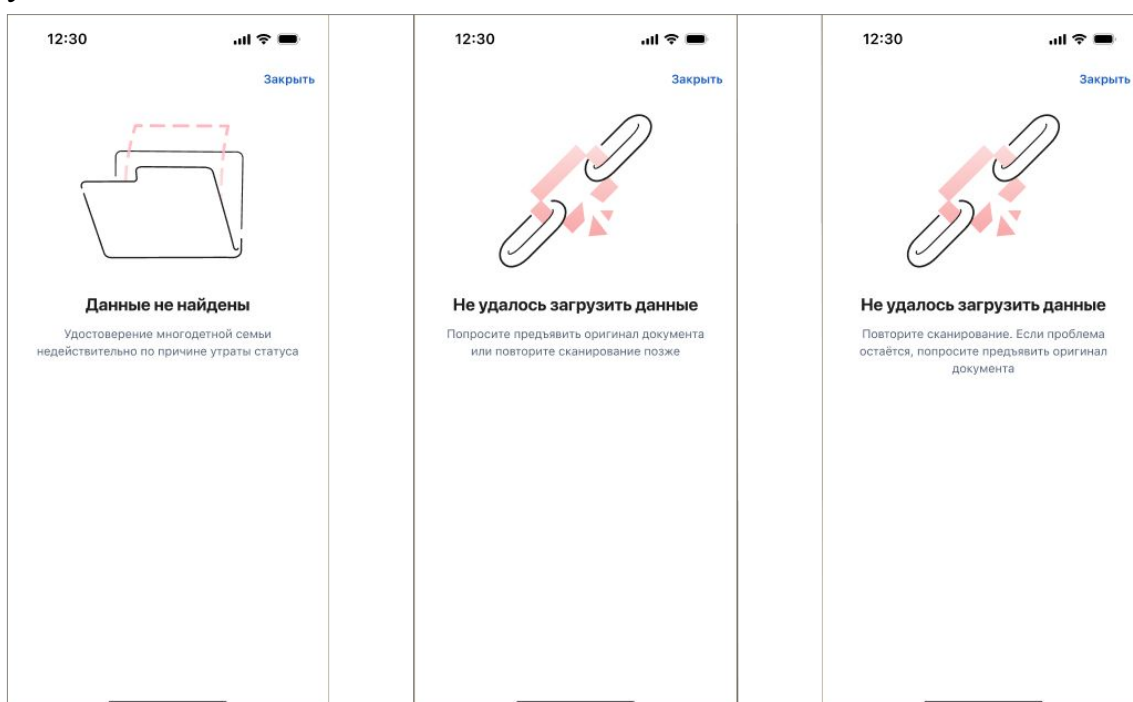 12:30
Закрыть
Данные не найдены
Удостоверение многодетной семьи
недействительно по причине утраты статуса
12:30
Закрыть
Не удалось загрузить данные
Попросите предъявить оригинал документа
или повторите сканирование позже
12:30
Закрыть
Не удалось загрузить данные
Повторите сканирование. Если проблема
остаётся, попросите предъявить оригинал
документа